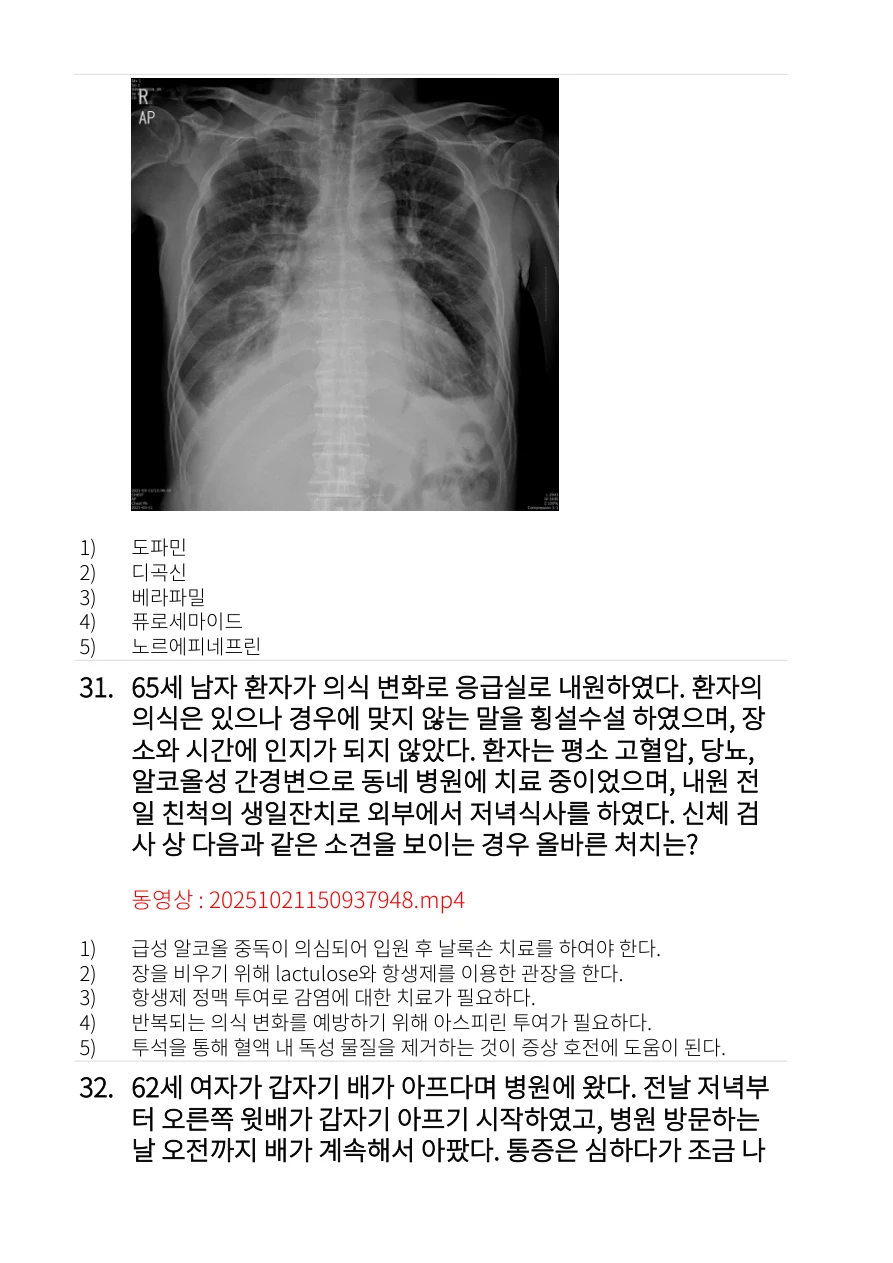 R
AP
1) 도파민
2) 디곡신
3) 베라파밀
4) 퓨로세마이드
5) 노르에피네프린
31. 65세 남자 환자가 의식 변화로 응급실로 내원하였다. 환자의
의식은 있으나 경우에 맞지 않는 말을 횡설수설 하였으며, 장
소와 시간에 인지가 되지 않았다. 환자는 평소 고혈압, 당뇨,
알코올성 간경변으로 동네 병원에 치료 중이었으며, 내원 전
일 친척의 생일잔치로 외부에서 저녁식사를 하였다. 신체 검
사 상 다음과 같은 소견을 보이는 경우 올바른 처치는?
동영상 : 20251021150937948.mp4
1) 급성 알코올 중독이 의심되어 입원 후 날록손 치료를 하여야 한다.
2) 장을 비우기 위해 lactulose와 항생제를 이용한 관장을 한다.
3) 항생제 정맥 투여로 감염에 대한 치료가 필요하다.
4) 반복되는 의식 변화를 예방하기 위해 아스피린 투여가 필요하다.
5) 투석을 통해 혈액 내 독성 물질을 제거하는 것이 증상 호전에 도움이 된다.
32. 62세 여자가 갑자기 배가 아프다며 병원에 왔다. 전날 저녁부
터 오른쪽 윗배가 갑자기 아프기 시작하였고, 병원 방문하는
날 오전까지 배가 계속해서 아팠다. 통증은 심하다가 조금 나